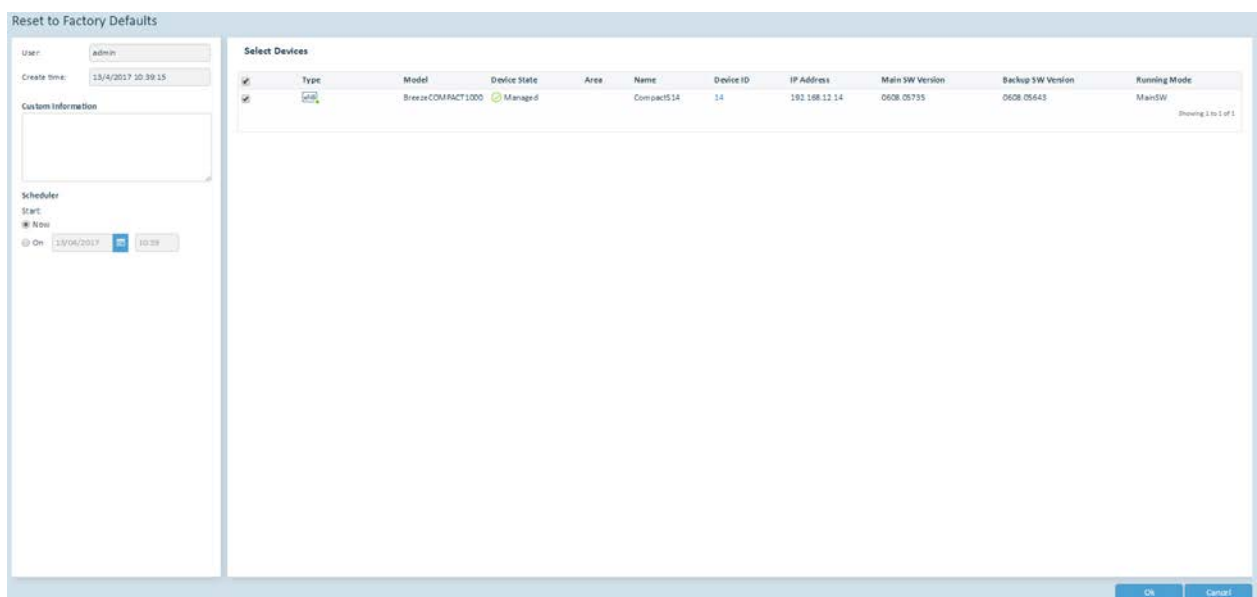 Reset to Factory Defaults
User:
admin
Create time:
13/4/2017 10:39:15
Custom Information
Scheduler
Start:
Now
On 13/04/2017 10:39
Select Devices
Type Model Device State Area Name Device ID IP Address Main SW Version Backup SW Version Running Mode
eNB BreezeCOMPACT1000 Managed CompactS14 14 192.168.12.14 0608.05735 0608.05643 MainSW
Showing 1 to 1 of 1
Ok Cancel